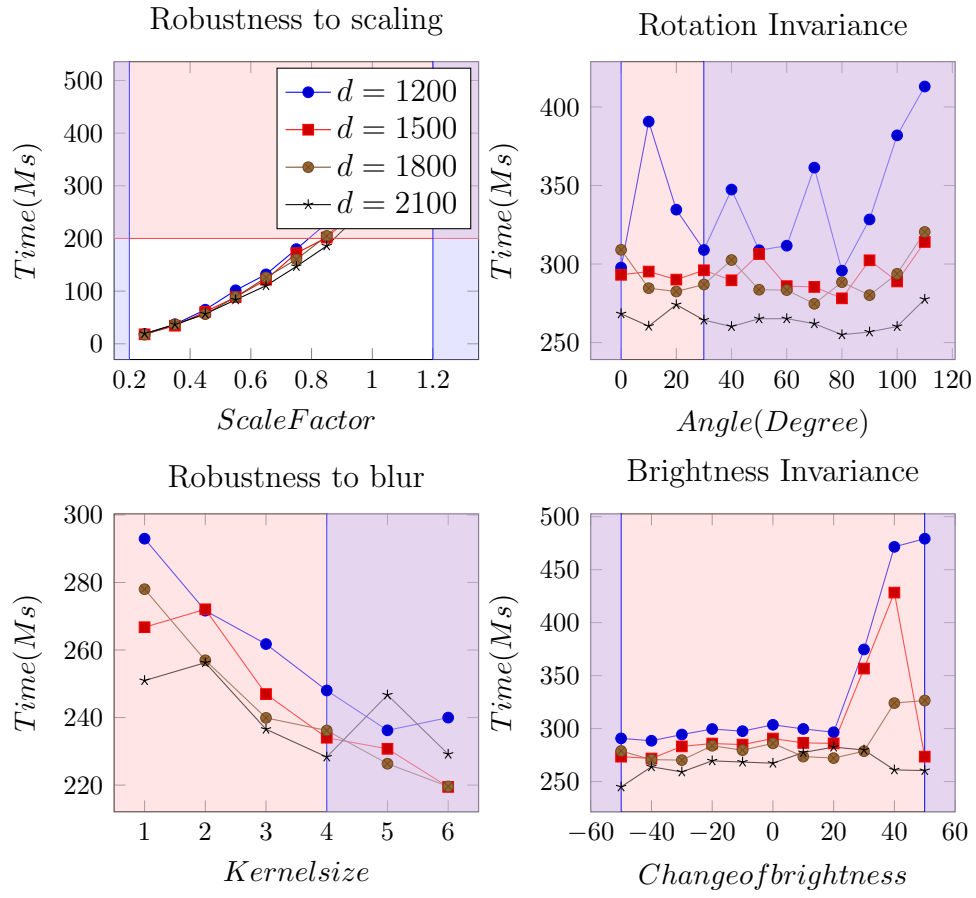 Robustness to scaling
Time(Ms)
500
400
300
200
100
0
0.2 0.4 0.6 0.8 1 1.2
ScaleFactor
d = 1200
d = 1500
d = 1800
d = 2100
Rotation Invariance
Time(Ms)
400
350
300
250
0 20 40 60 80 100 120
Angle(Degree)
Robustness to blur
Time(Ms)
300
280
260
240
220
1 2 3 4 5 6
Kernelsize
Brightness Invariance
Time(Ms)
500
450
400
350
300
250
−60 −40 −20 0 20 40 60
Changeofbrightness